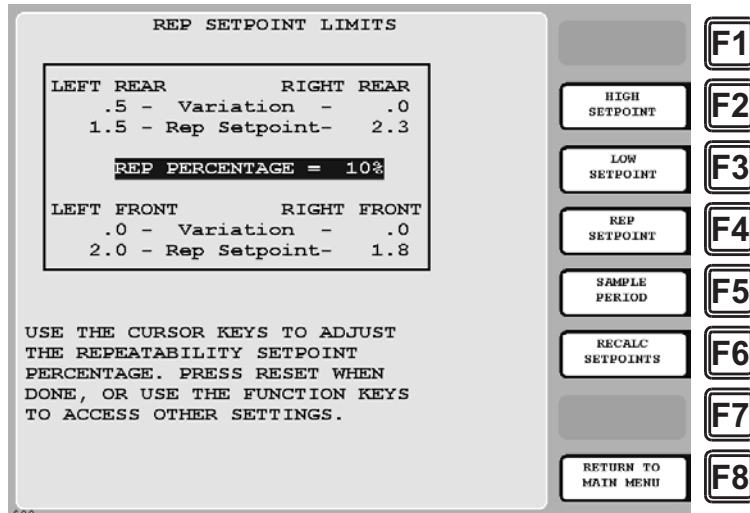 REP SETPOINT LIMITS
LEFT REAR RIGHT REAR
.5 - Variation - .0
1.5 - Rep Setpoint- 2.3
REP PERCENTAGE = 10%
LEFT FRONT RIGHT FRONT
.0 - Variation - .0
2.0 - Rep Setpoint- 1.8
USE THE CURSOR KEYS TO ADJUST
THE REPEATABILITY SETPOINT
PERCENTAGE. PRESS RESET WHEN
DONE, OR USE THE FUNCTION KEYS
TO ACCESS OTHER SETTINGS.
F1
HIGH
SETPOINT
F2
LOW
SETPOINT
F3
REP
SETPOINT
F4
SAMPLE
PERIOD
F5
RECALC
SETPOINTS
F6
F7
RETURN TO
MAIN MENU
F8